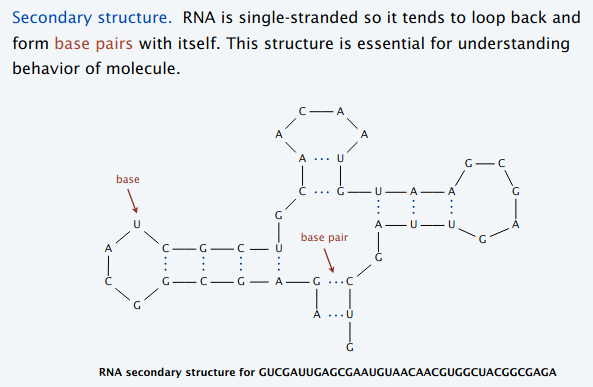 Secondary structure. RNA is single-stranded so it tends to loop back and
form base pairs with itself. This structure is essential for understanding
behavior of molecule.
C A
A A
A ··· U
G C
base
C ··· G U A A G
G
U A U U A
base pair G
A C G C U
G
C G C G A G ··· C
G
A ··· U
G
RNA secondary structure for GUCGAUUGAGCGAAUGUAACAACGUGGCUACGGCGAGA